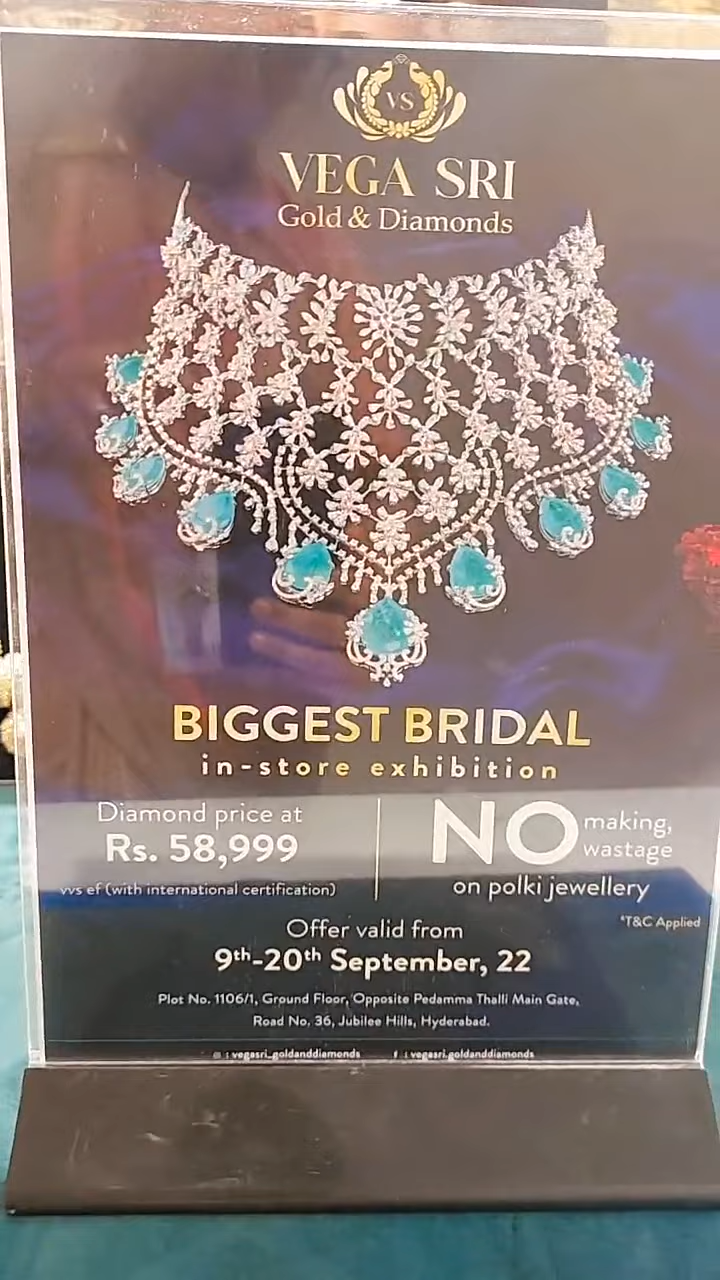 VS
VEGA SRI
Gold & Diamonds
BIGGEST BRIDAL
in-store exhibition
Diamond price at
Rs. 58,999
vvs ef (with international certification)
NO making,
wastage
on polki jewellery
*T&C Applied
Offer valid from
9th-20th September, 22
Plot No. 1106/1, Ground Floor, Opposite Pedamma Thalli Main Gate,
Road No. 36, Jubilee Hills, Hyderabad.
: vegasri_goldanddiamonds f : vegasri.goldanddiamonds